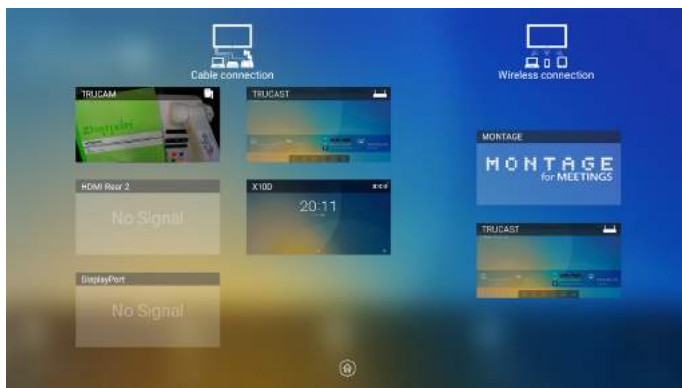 Cable connection
Wireless connection
TRUCAM
TRUCAST
HDMI Rear 2
No Signal
X10D
20:11
DisplayPort
No Signal
MONTAGE
MONTAGE
for MEETINGS
TRUCAST